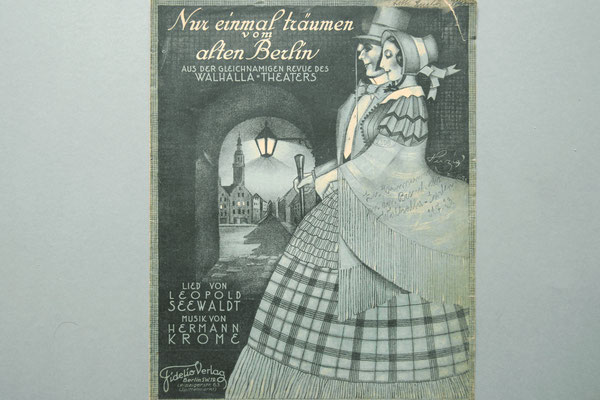 Nur einmal träumen
vom
alten Berlin
AUS DER GLEICHNAMIGEN REVUE DES
WALHALLA-THEATERS
LIED VON
LEOPOLD
SEEWALDT
MUSIK VON
HERMANN
KROME
Fidelio Verlag
Berlin SW.19